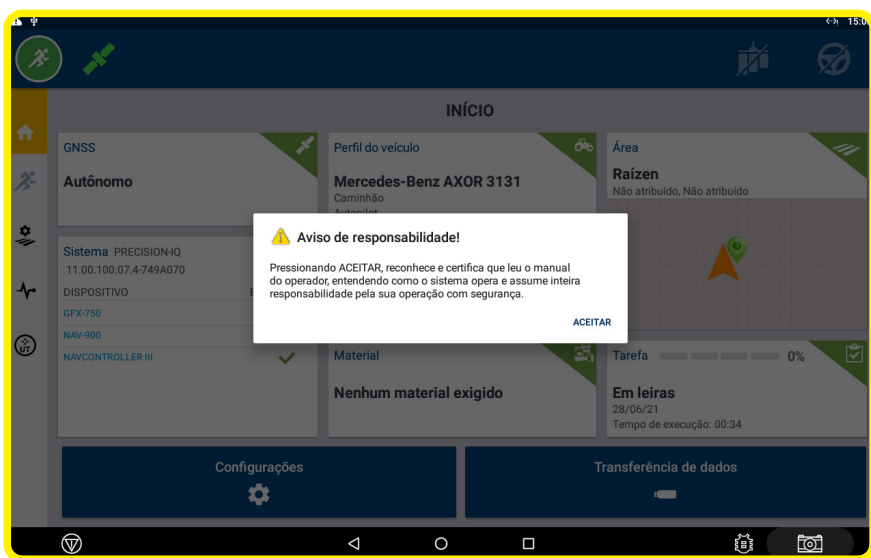 15:0
INÍCIO
GNSS
Autônomo
Perfil do veículo
Mercedes-Benz AXOR 3131
Caminhão
Autopilot
Área
Raízen
Não atribuído, Não atribuído
Aviso de responsabilidade!
Pressionando ACEITAR, reconhece e certifica que leu o manual
do operador, entendendo como o sistema opera e assume inteira
responsabilidade pela sua operação com segurança.
ACEITAR
Sistema PRECISION-IQ
11.00.100.07.4-749A070
DISPOSITIVO
GFX-750
NAV-900
NAVCONTROLLER III
UT
Material
Nenhum material exigido
Tarefa 0%
Em leiras
28/06/21
Tempo de execução: 00:34
Configurações
Transferência de dados